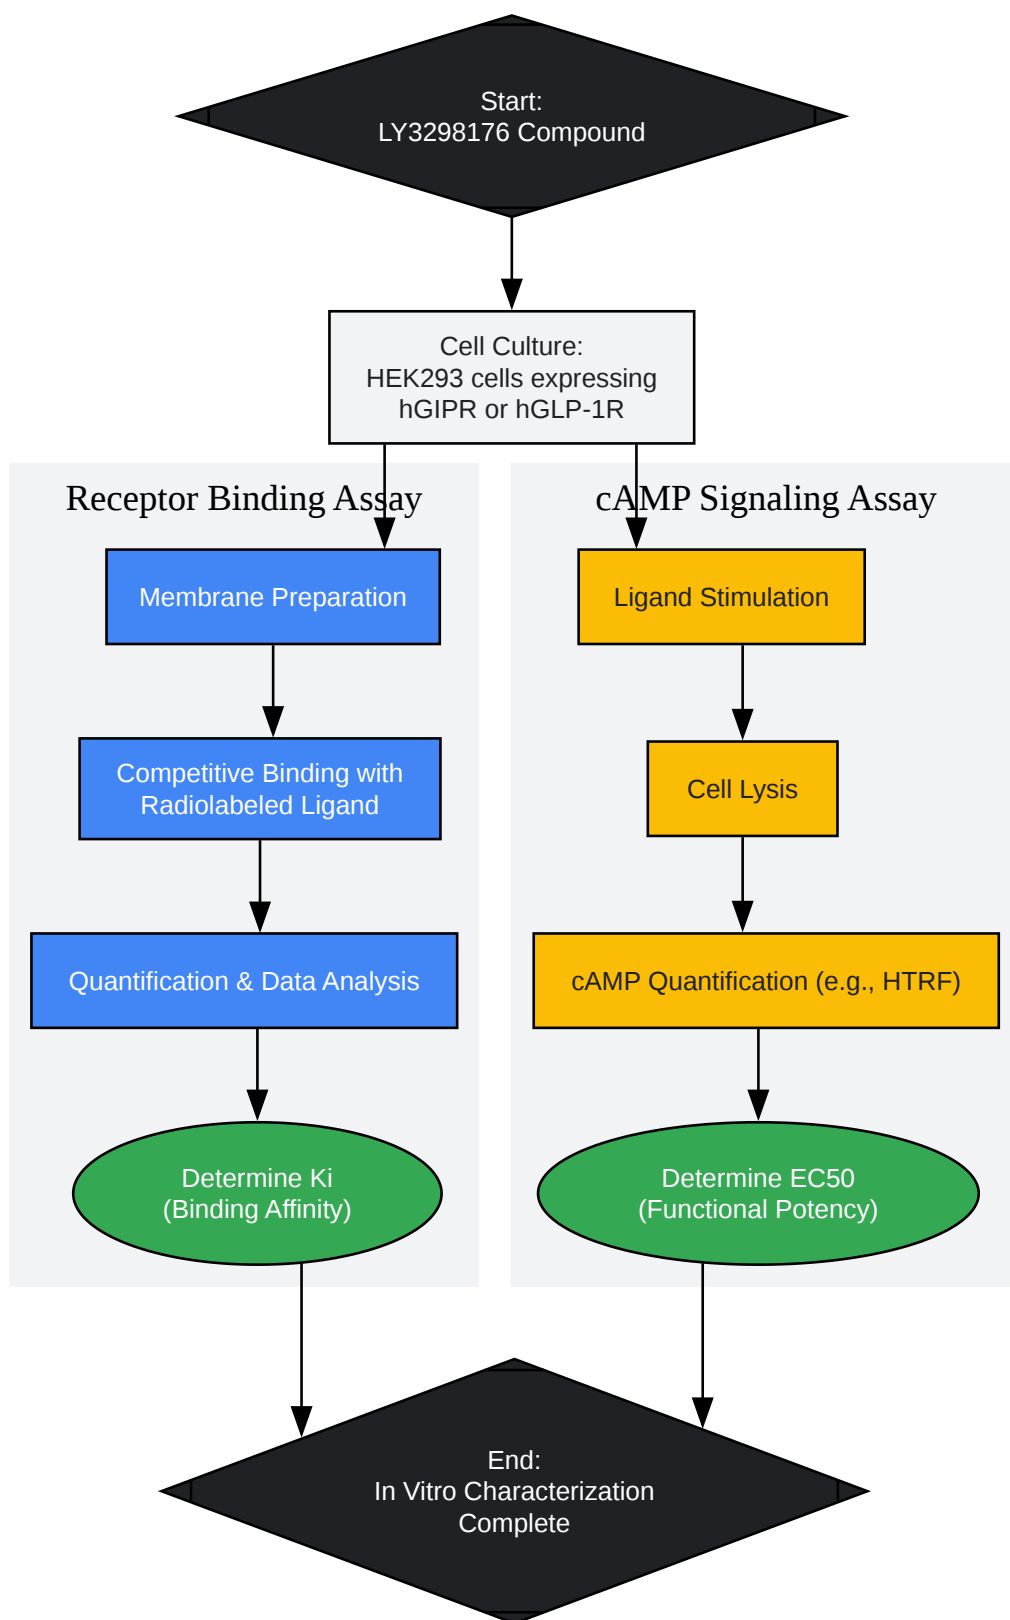 Start:
LY3298176 Compound
Cell Culture:
HEK293 cells expressing
hGIPR or hGLP-1R
Receptor Binding Assay
Membrane Preparation
Competitive Binding with
Radiolabeled Ligand
Quantification & Data Analysis
Determine Ki
(Binding Affinity)
cAMP Signaling Assay
Ligand Stimulation
Cell Lysis
cAMP Quantification (e.g., HTRF)
Determine EC50
(Functional Potency)
End:
In Vitro Characterization
Complete